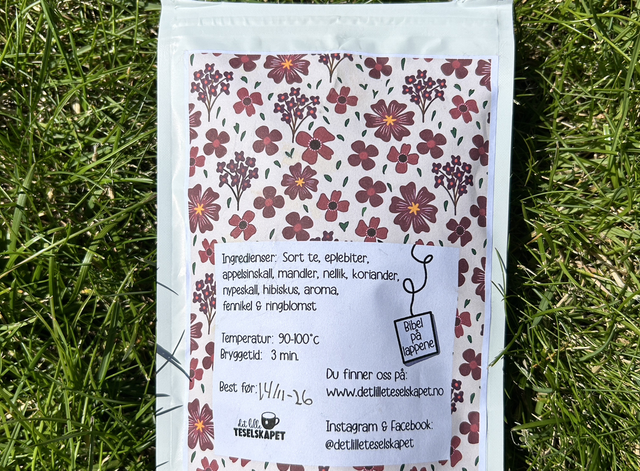 Ingredienser: Sort te, eplebiter,
appelsinskall, mandler, nellik, koriander,
nypeskall, hibiskus, aroma,
fennikel & ringblomst
Temperatur: 90-100°c
Bryggetid: 3 min.
Best før: 14/11-26
det lille
TESELSKAPET
Bibel
på
lappene
Du finner oss på:
www.detlilleteselskapet.no
Instagram & Facebook:
@detlilleteselskapet